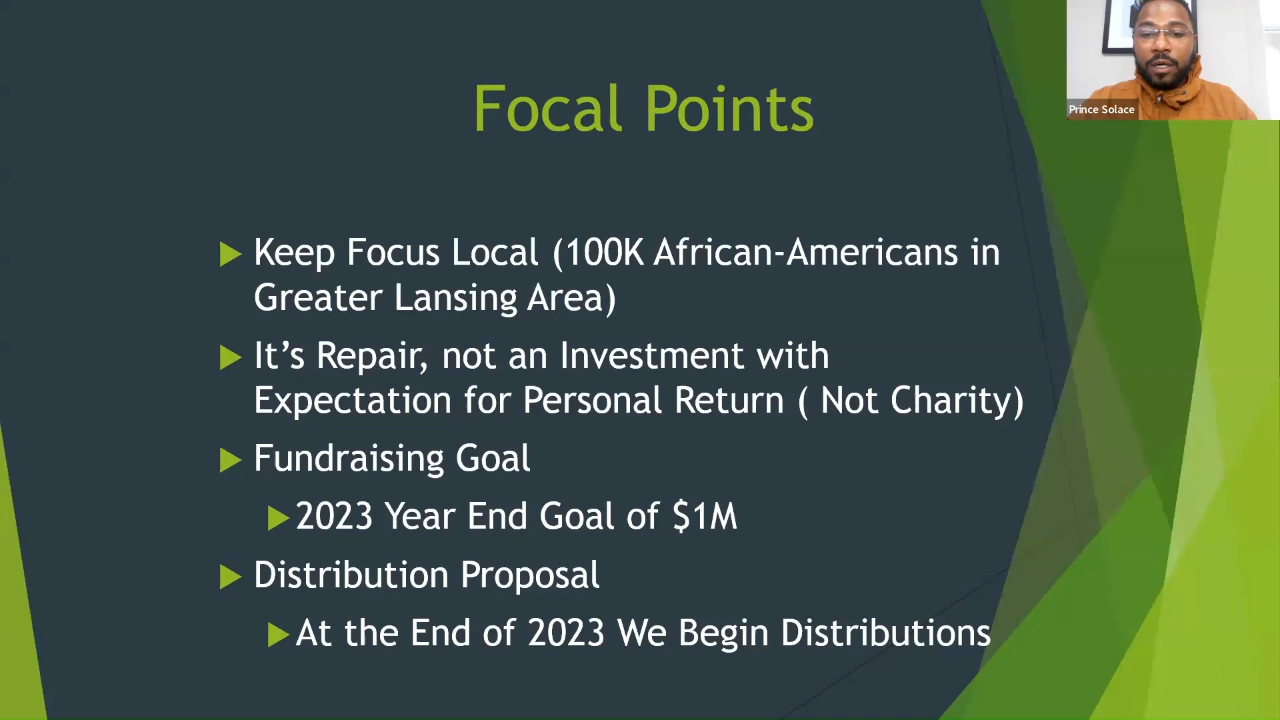 Prince Solace
Focal Points
Keep Focus Local (100K African-Americans in
Greater Lansing Area)
It’s Repair, not an Investment with
Expectation for Personal Return ( Not Charity)
Fundraising Goal
2023 Year End Goal of $1M
Distribution Proposal
At the End of 2023 We Begin Distributions